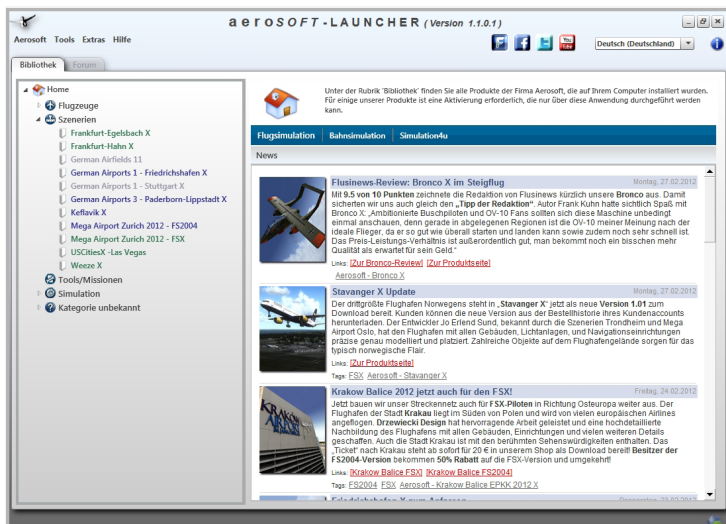 aeroSOFT-LAUNCHER (Version 1.1.0.1)
Aerosoft Tools Extras Hilfe
Deutsch (Deutschland)
Bibliothek Forum
Home
Flugzeuge
Szenerien
Frankfurt-Egelsbach X
Frankfurt-Hahn X
German Airfields 11
German Airports 1 - Friedrichshafen X
German Airports 1 - Stuttgart X
German Airports 3 - Paderborn-Lippstadt X
Keflavik X
Mega Airport Zurich 2012 - FS2004
Mega Airport Zurich 2012 - FSX
USCitiesX -Las Vegas
Weeze X
Tools/Missionen
Simulation
Kategorie unbekannt
Unter der Rubrik 'Bibliothek' finden Sie alle Produkte der Firma Aerosoft, die auf Ihrem Computer installiert wurden.
Für einige unserer Produkte ist eine Aktivierung erforderlich, die nur über diese Anwendung durchgeführt werden
kann.
Flugsimulation Bahnsimulation Simulation4u
News
Flusinews-Review: Bronco X im Steigflug Montag, 27.02.2012
Mit 9.5 von 10 Punkten zeichnete die Redaktion von Flusinews kürzlich unsere Bronco aus. Damit
sicherten wir uns auch gleich den „Tipp der Redaktion“. Autor Frank Kuhn hatte sichtlich Spaß mit
Bronco X: „Ambitionierte Buschpiloten und OV-10 Fans sollten sich diese Maschine unbedingt
einmal anschauen, denn gerade in abgelegenen Regionen ist die OV-10 meiner Meinung nach der
ideale Flieger, da er so gut wie überall starten und landen kann sowie zudem noch sehr schnell ist.
Das Preis-Leistungs-Verhältnis ist außerordentlich gut, man bekommt noch ein bisschen mehr
Qualität als erwartet für sein Geld.“
Links: [Zur Bronco-Review] [Zur Produktseite]
Aerosoft - Bronco X
Stavanger X Update Montag, 27.02.2012
Der drittgrößte Flughafen Norwegens steht in „Stavanger X“ jetzt als neue Version 1.01 zum
Download bereit. Kunden können die neue Version aus der Bestellhistorie ihres Kundenaccounts
herunterladen. Der Entwickler Jo Erlend Sund, bekannt durch die Szenerien Trondheim und Mega
Airport Oslo, hat den Flughafen mit allen Gebäuden, Lichtanlagen, und Navigationseinrichtungen
präzise genau modelliert und platziert. Zahlreiche Objekte auf dem Flughafengelände sorgen für das
typisch norwegische Flair.
Links: [Zur Produktseite]
Tags: FSX Aerosoft - Stavanger X
Krakow Balice 2012 jetzt auch für den FSX! Freitag, 24.02.2012
Jetzt bauen wir unser Streckennetz auch für FSX-Piloten in Richtung Osteuropa weiter aus. Der
Flughafen der Stadt Krakau liegt im Süden von Polen und wird von vielen europäischen Airlines
angeflogen. Drzewiecki Design hat hervorragende Arbeit geleistet und eine hochdetaillierte
Nachbildung des Flughafens mit allen Gebäuden, Einrichtungen und vielen weiteren Details
geschaffen. Auch die Stadt Krakau ist mit den berühmten Sehenswürdigkeiten enthalten. Das
„Ticket“ nach Krakau steht ab sofort für 20 € in unserem Shop als Download bereit! Besitzer der
FS2004-Version bekommen 50% Rabatt auf die FSX-Version und umgekehrt!
KRAKÓW
AIRPORT
Links: [Krakow Balice FSX] [Krakow Balice FS2004]
Tags: FS2004 FSX Aerosoft - Krakow Balice EPKK 2012 X
Friedrichshafen X zum Anfassen Donnerstag, 23.02.2012